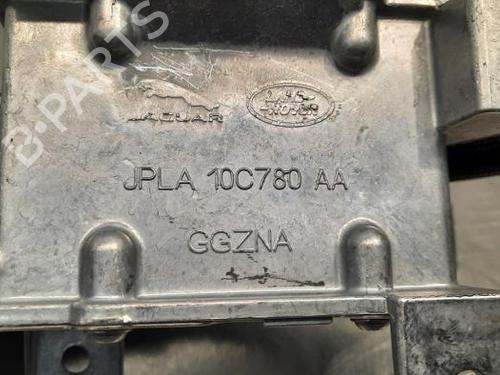 B-PARTS
JAGUAR
LAND
ROVER
JPLA 10C780 AA
GGZNA